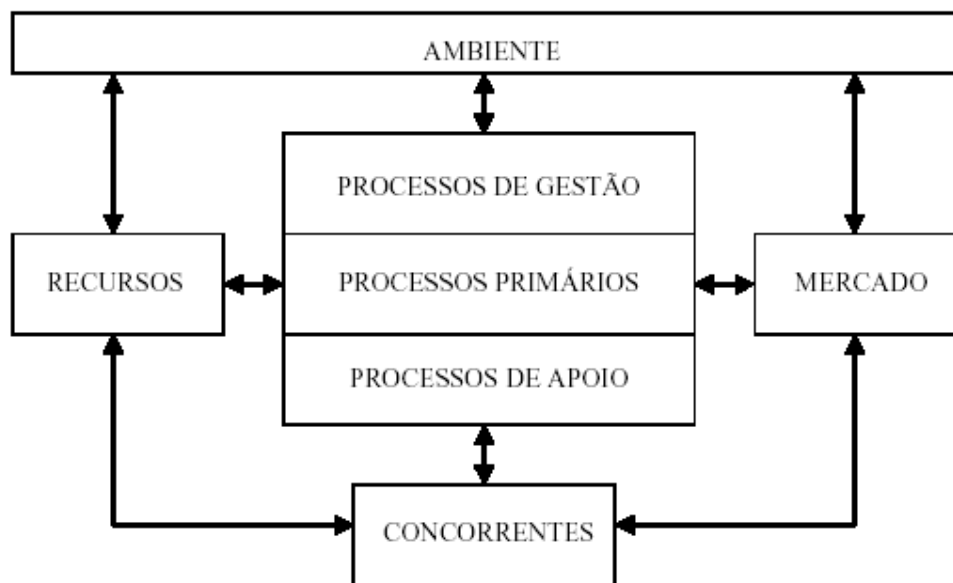 AMBIENTE
PROCESSOS DE GESTÃO
RECURSOS
PROCESSOS PRIMÁRIOS
MERCADO
PROCESSOS DE APOIO
CONCORRENTES